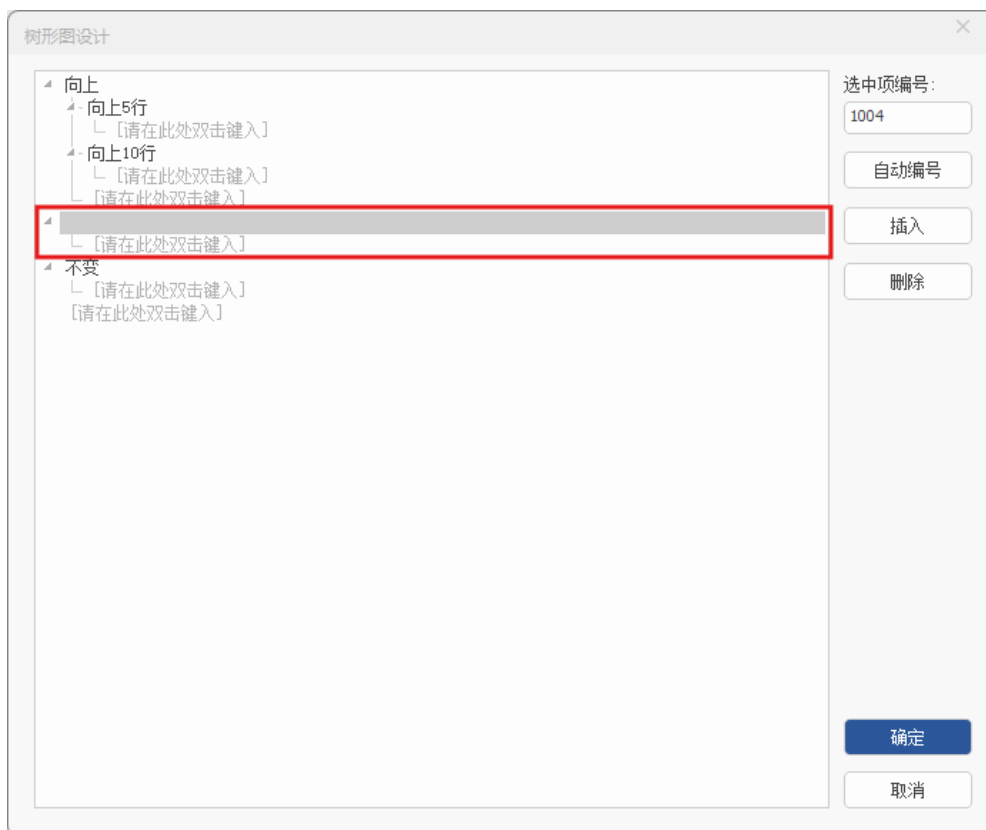 树形图设计
向上
向上5行
[请在此处双击键入]
向上10行
[请在此处双击键入]
[请在此处双击键入]
[请在此处双击键入]
不变
[请在此处双击键入]
[请在此处双击键入]
选中项编号:
1004
自动编号
插入
删除
确定
取消